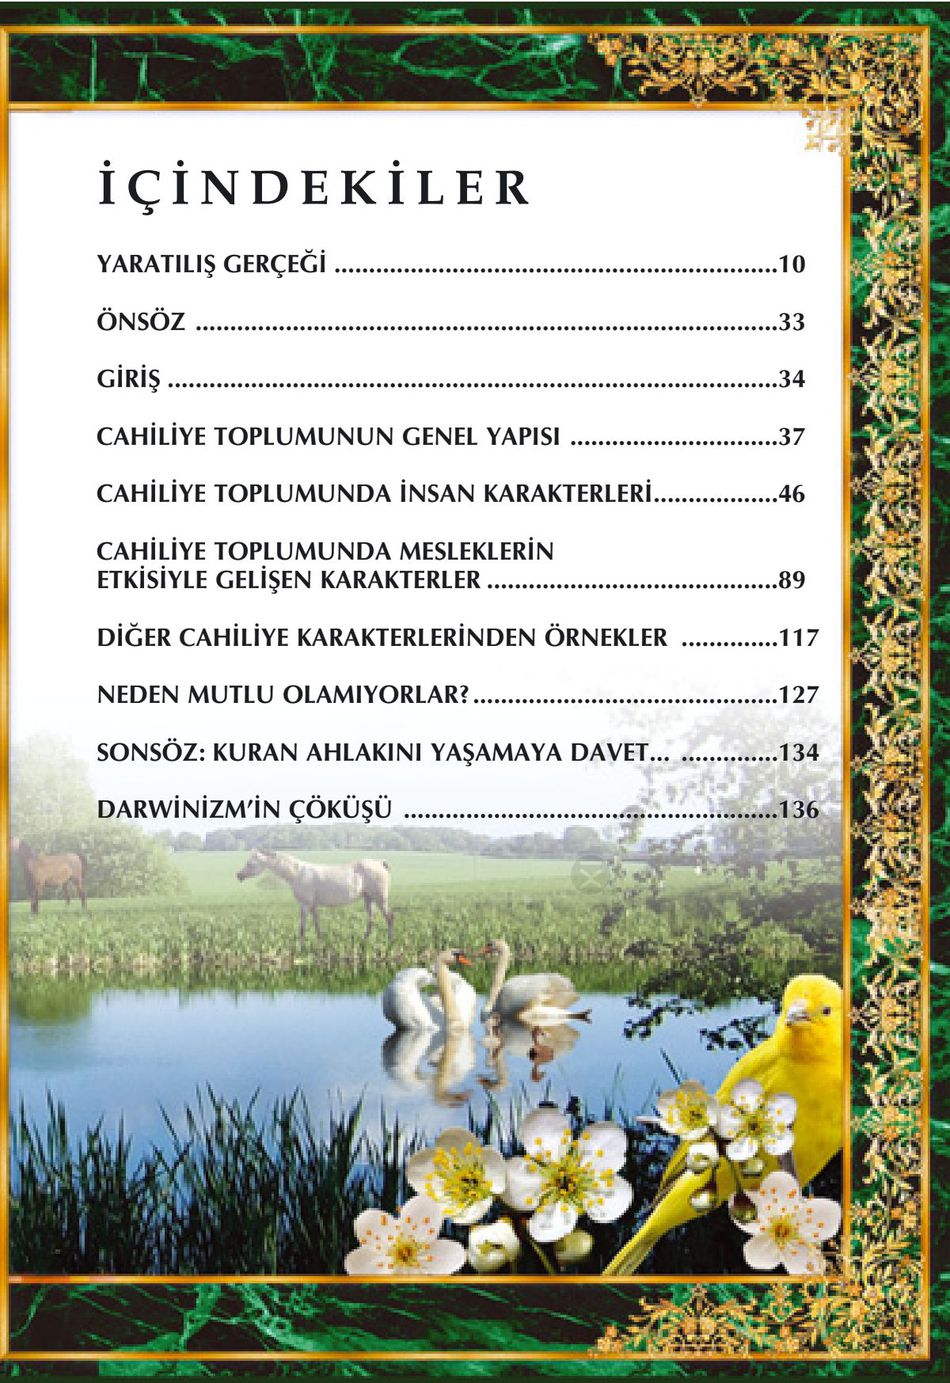 İÇİNDEKİLER
YARATILIŞ GERÇEĞİ ................................................................10
ÖNSÖZ ....................................................................................33
GİRİŞ ........................................................................................34
CAHİLİYE TOPLUMUNUN GENEL YAPISI ..............................37
CAHİLİYE TOPLUMUNDA İNSAN KARAKTERLERİ..................46
CAHİLİYE TOPLUMUNDA MESLEKLERİN
ETKİSİYLE GELİŞEN KARAKTERLER ..........................................89
DİĞER CAHİLİYE KARAKTERLERİNDEN ÖRNEKLER ..............117
NEDEN MUTLU OLAMIYORLAR?............................................127
SONSÖZ: KURAN AHLAKINI YAŞAMAYA DAVET... ..............134
DARWİNİZM’İN ÇÖKÜŞÜ ......................................................136